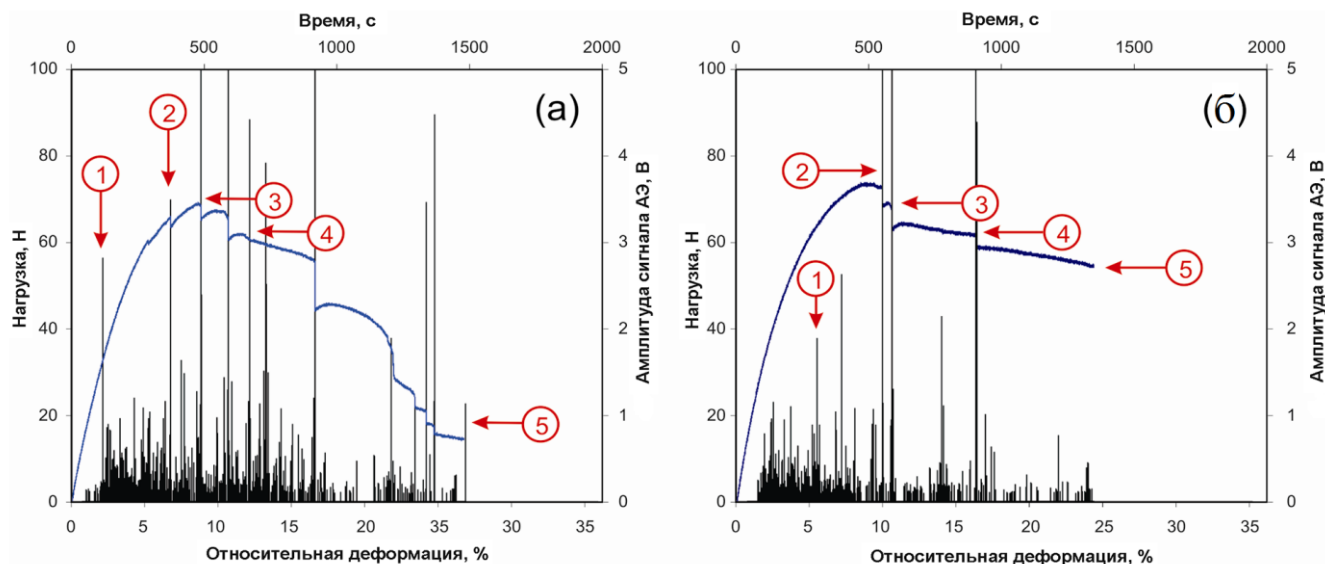 Время, с
0 500 1000 1500 2000
100 80 60 40 20 0
Нагрузка, Н
5 4 3 2 1 0
Амплитуда сигнала АЭ, В
(а)
1
2
3
4
5
0 5 10 15 20 25 30 35
Относительная деформация, %
Время, с
0 500 1000 1500 2000
100 80 60 40 20 0
Нагрузка, Н
5 4 3 2 1 0
Амплитуда сигнала АЭ, В
(б)
2
3
4
5
1
0 5 10 15 20 25 30 35
Относительная деформация, %